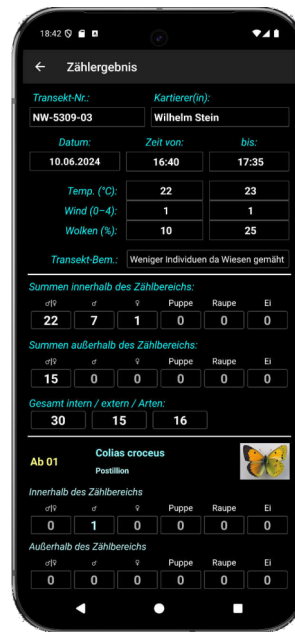 18:42
Zählergebnis
Transekt-Nr.: Kartierer(in):
NW-5309-03 Wilhelm Stein
Datum: Zeit von: bis:
10.06.2024 16:40 17:35
Temp. (°C): 22 23
Wind (0–4): 1 1
Wolken (%): 10 25
Transekt-Bem.: Weniger Individuen da Wiesen gemäht
Summen innerhalb des Zählbereichs:
♂|♀ ♂ ♀ Puppe Raupe Ei
22 7 1 0 0 0
Summen außerhalb des Zählbereichs:
♂|♀ ♂ ♀ Puppe Raupe Ei
15 0 0 0 0 0
Gesamt intern / extern / Arten:
30 15 16
Ab 01 Colias croceus
Postillion
Innerhalb des Zählbereichs
♂|♀ ♂ ♀ Puppe Raupe Ei
0 1 0 0 0 0
Außerhalb des Zählbereichs
♂|♀ ♂ ♀ Puppe Raupe Ei
0 0 0 0 0 0